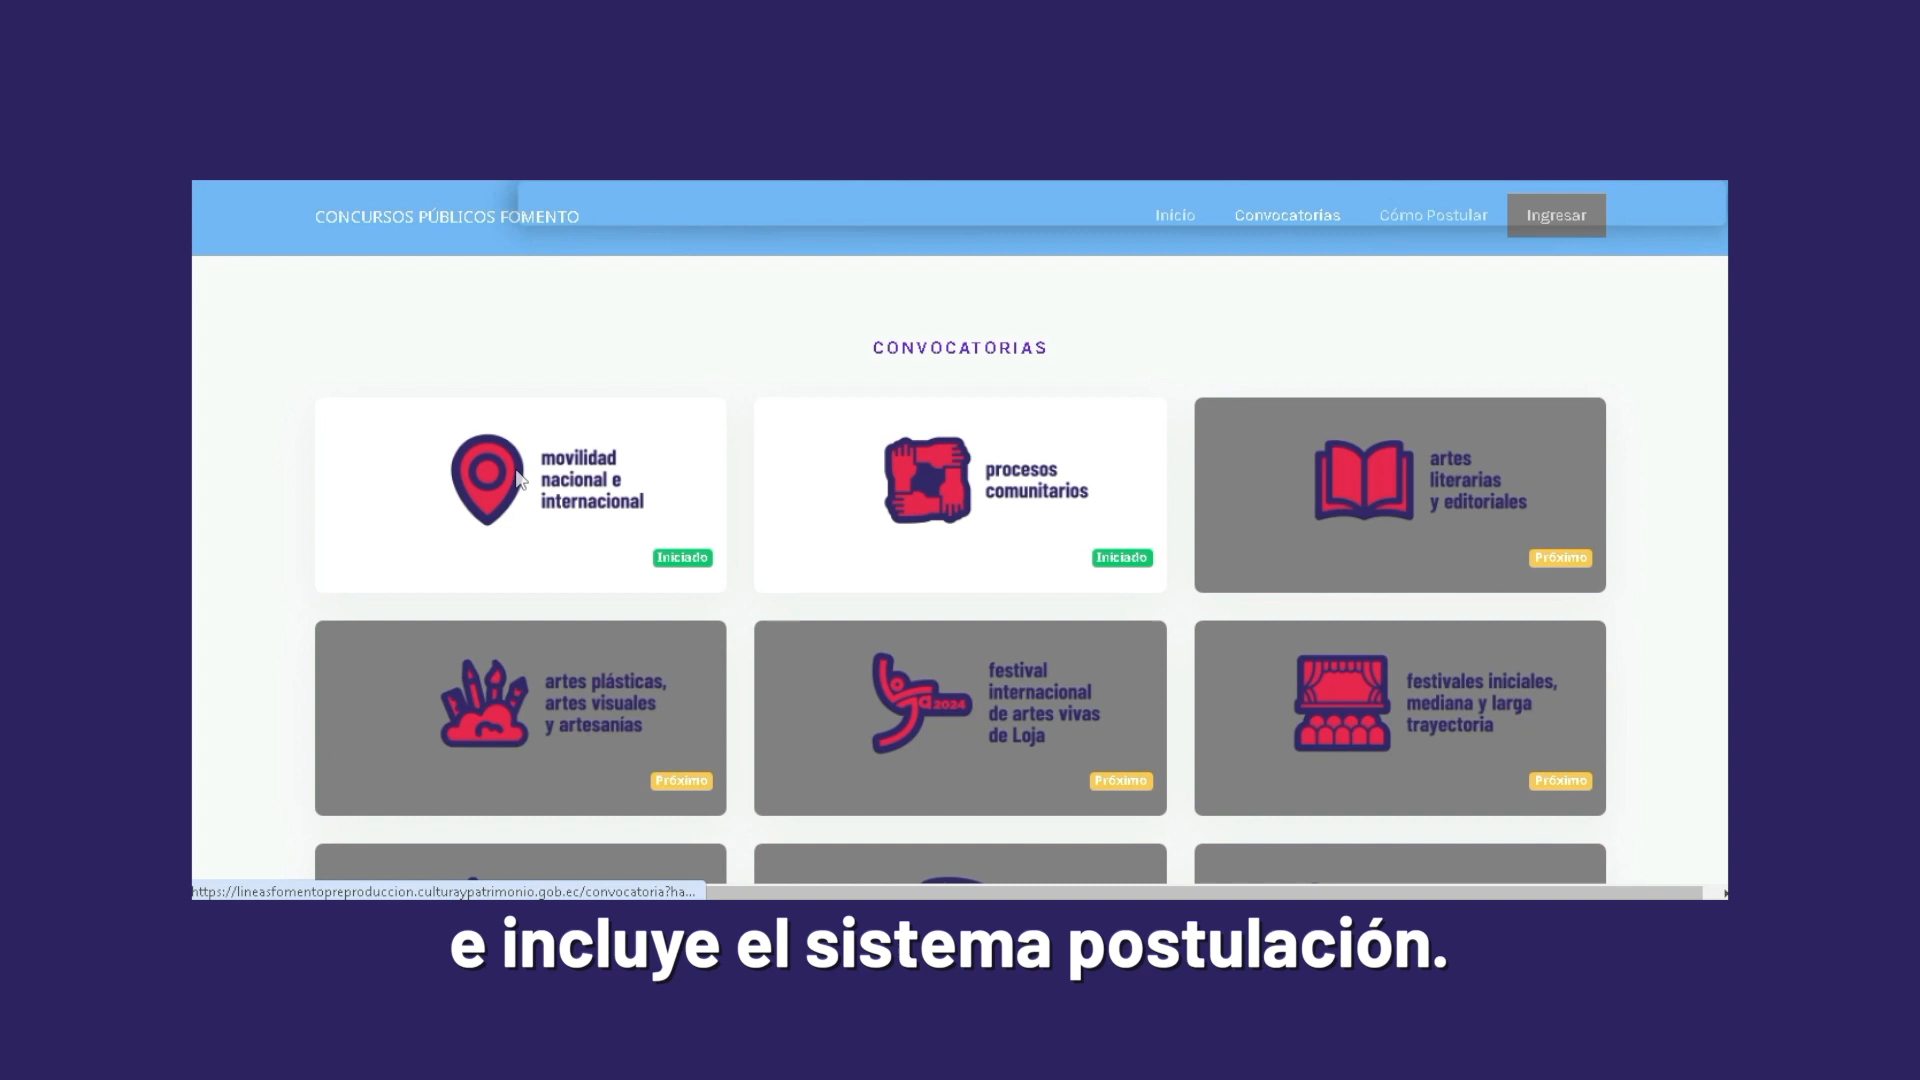 CONCURSOS PÚBLICOS FOMENTO
Inicio
Convocatorias
Cómo Postular
Ingresar
CONVOCATORIAS
movilidad
nacional e
internacional
Iniciado
procesos
comunitarios
Iniciado
artes
literarias
y editoriales
Próximo
artes plásticas,
artes visuales
y artesanías
Próximo
2024
festival
internacional
de artes vivas
de Loja
Próximo
festivales iniciales,
mediana y larga
trayectoria
Próximo
https://lineasfomentopreproduccion.culturaypatrimonio.gob.ec/convocatoria?ha...
e incluye el sistema postulación.